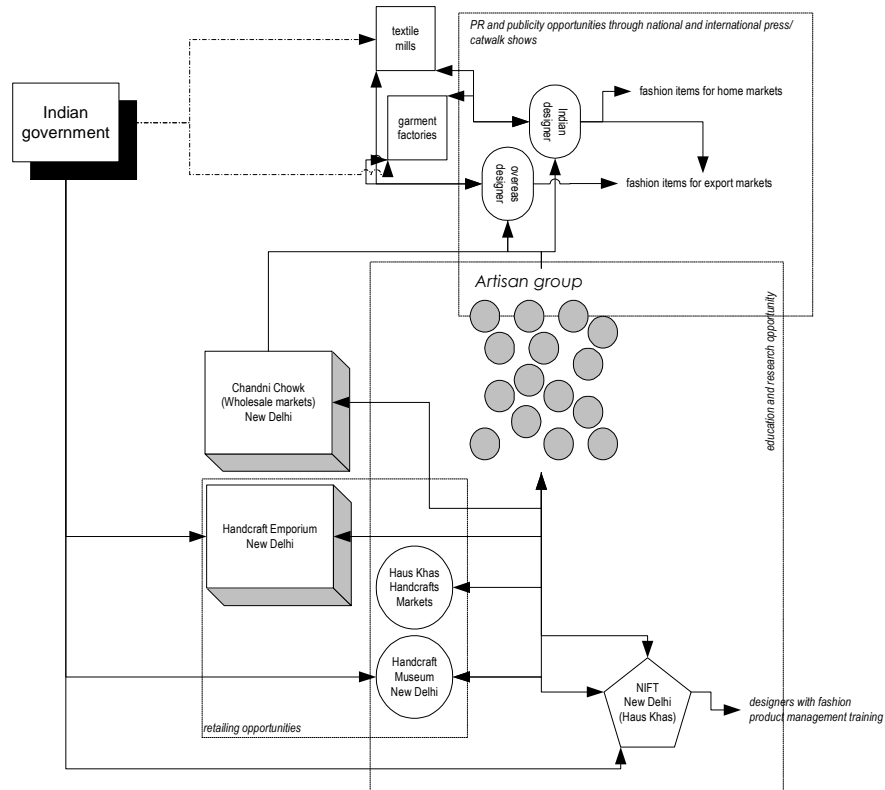 textile
mills
PR and publicity opportunities through national and international press/
catwalk shows
Indian
government
garment
factories
Indian
designer
fashion items for home markets
overeas
designer
fashion items for export markets
Artisan group
education and research opportunity
Chandni Chowk
(Wholesale markets)
New Delhi
Handcraft Emporium
New Delhi
Haus Khas
Handcrafts
Markets
Handcraft
Museum
New Delhi
retailing opportunities
NIFT
New Delhi
(Haus Khas)
designers with fashion
product management training